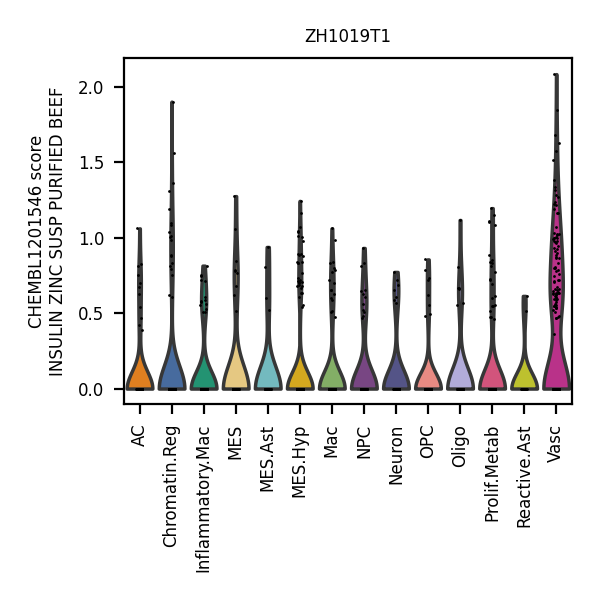 ZH1019T1
CHEMBL1201546 score
INSULIN ZINC SUSP PURIFIED BEEF
2.0
1.5
1.0
0.5
0.0
AC
Chromatin.Reg
Inflammatory.Mac
MES
MES.Ast
MES.Hyp
Mac
NPC
Neuron
OPC
Oligo
Prolif.Metab
Reactive.Ast
Vasc